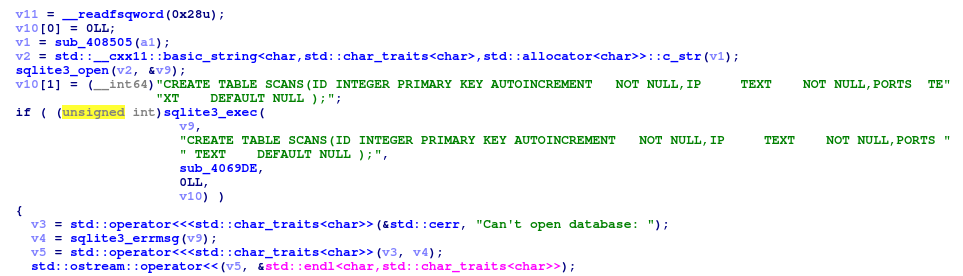 v11 = __readfsqword(0x28u);
v10[0] = 0LL;
v1 = sub_408505(a1);
v2 = std::__cxx11::basic_string<char,std::char_traits<char>,std::allocator<char>>::c_str(v1);
sqlite3_open(v2, &v9);
v10[1] = (__int64)"CREATE TABLE SCANS(ID INTEGER PRIMARY KEY AUTOINCREMENT   NOT NULL,IP     TEXT    NOT NULL,PORTS  TE"
"XT    DEFAULT NULL );";
if ( (unsigned int)sqlite3_exec(
v9,
"CREATE TABLE SCANS(ID INTEGER PRIMARY KEY AUTOINCREMENT   NOT NULL,IP     TEXT    NOT NULL,PORTS "
" TEXT    DEFAULT NULL );",
sub_4069DE,
0LL,
v10) )
{
v3 = std::operator<<<std::char_traits<char>>(&std::cerr, "Can't open database: ");
v4 = sqlite3_errmsg(v9);
v5 = std::operator<<<std::char_traits<char>>(v3, v4);
std::ostream::operator<<(v5, &std::endl<char,std::char_traits<char>>);